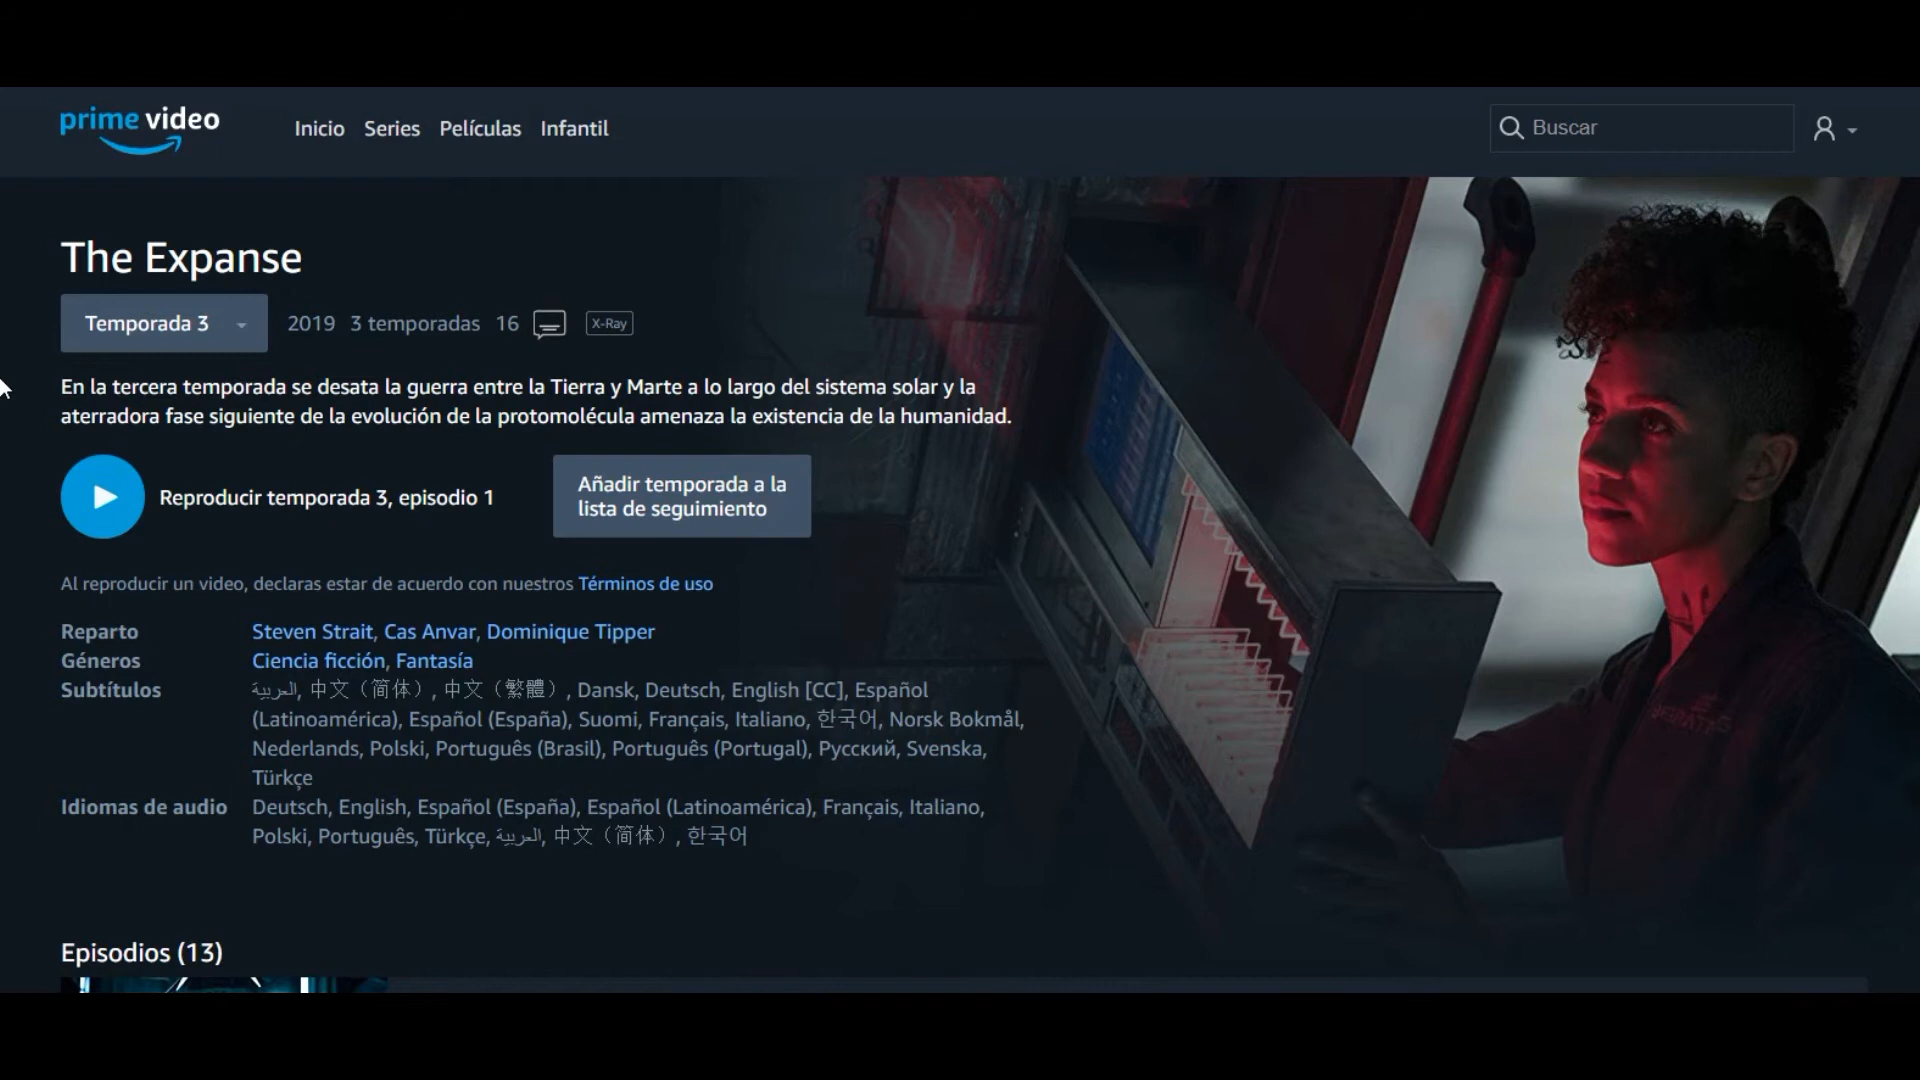 prime video
Inicio Series Películas Infantil
Buscar
The Expanse
Temporada 3
2019 3 temporadas 16 X-Ray
En la tercera temporada se desata la guerra entre la Tierra y Marte a lo largo del sistema solar y la
aterradora fase siguiente de la evolución de la protomolécula amenaza la existencia de la humanidad.
Reproducir temporada 3, episodio 1
Añadir temporada a la
lista de seguimiento
Al reproducir un video, declaras estar de acuerdo con nuestros Términos de uso
Reparto Steven Strait, Cas Anvar, Dominique Tipper
Géneros Ciencia ficción, Fantasía
Subtítulos العربية, 中文（简体）, 中文（繁體）, Dansk, Deutsch, English [CC], Español
(Latinoamérica), Español (España), Suomi, Français, Italiano, 한국어, Norsk Bokmål,
Nederlands, Polski, Português (Brasil), Português (Portugal), Русский, Svenska,
Türkçe
Idiomas de audio Deutsch, English, Español (España), Español (Latinoamérica), Français, Italiano,
Polski, Português, Türkçe, العربية, 中文（简体）, 한국어
Episodios (13)